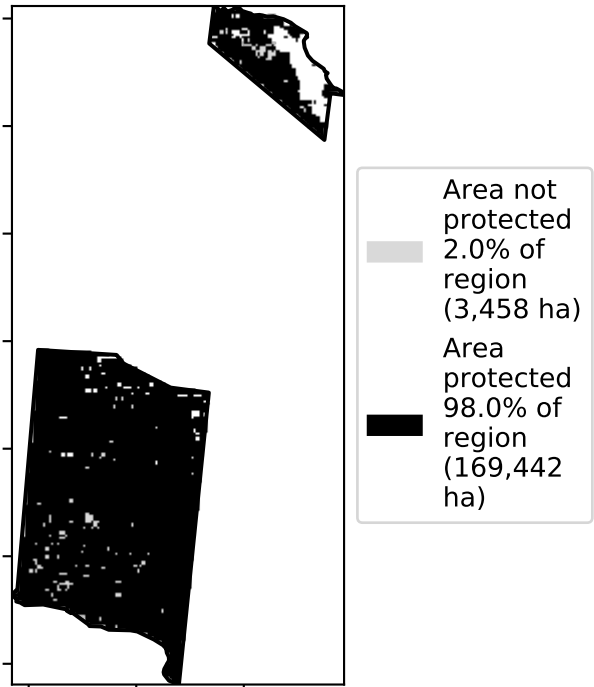 Area not
protected
2.0% of
region
(3,458 ha)
Area
protected
98.0% of
region
(169,442
ha)